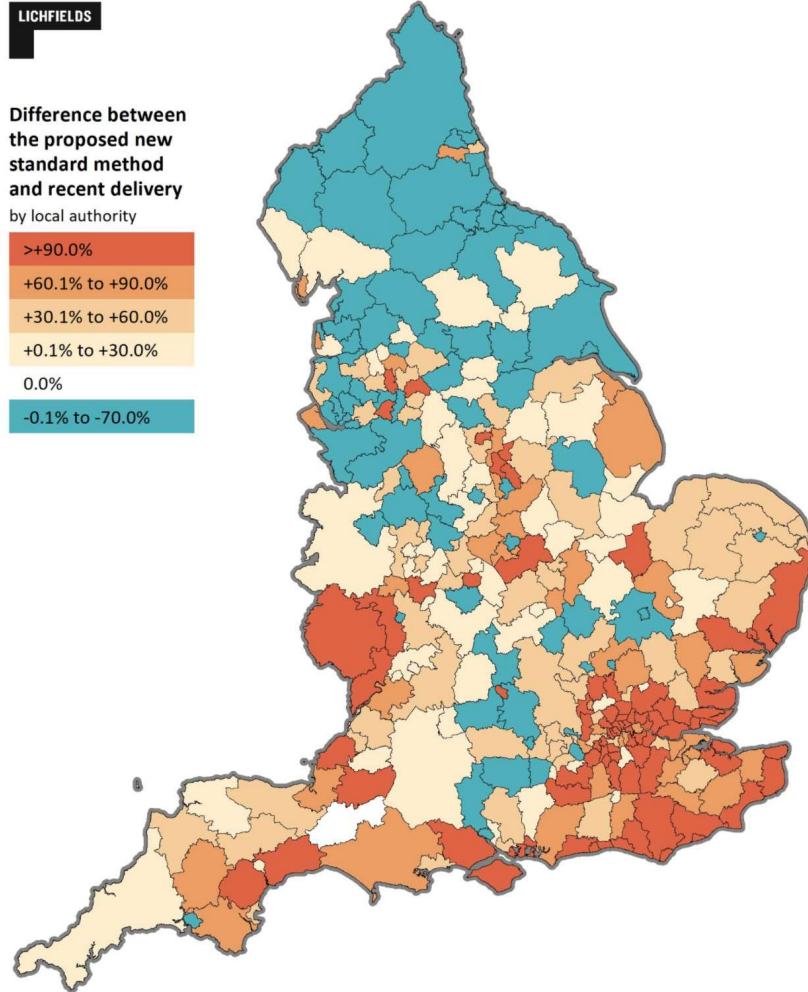 LICHFIELDS
Difference between
the proposed new
standard method
and recent delivery
by local authority
>+90.0%
+60.1% to +90.0%
+30.1% to +60.0%
+0.1% to +30.0%
0.0%
-0.1% to -70.0%